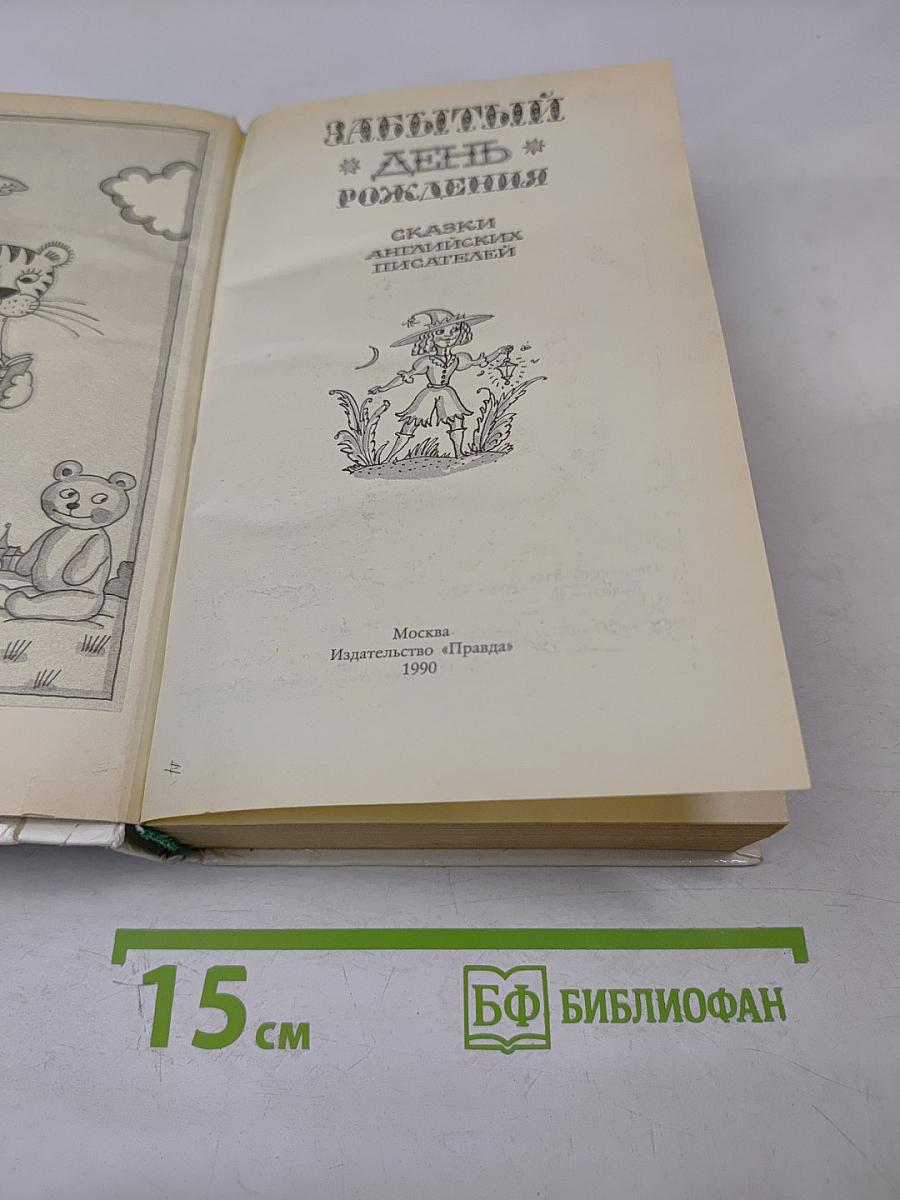 ЗАБЫТЫЙ
ДЕНЬ
РОЖДЕНИЯ
СКАЗКИ
АНГЛИЙСКИХ
ПИСАТЕЛЕЙ
Москва
Издательство «Правда»
1990
15 см
БФ БИБЛИОФАН